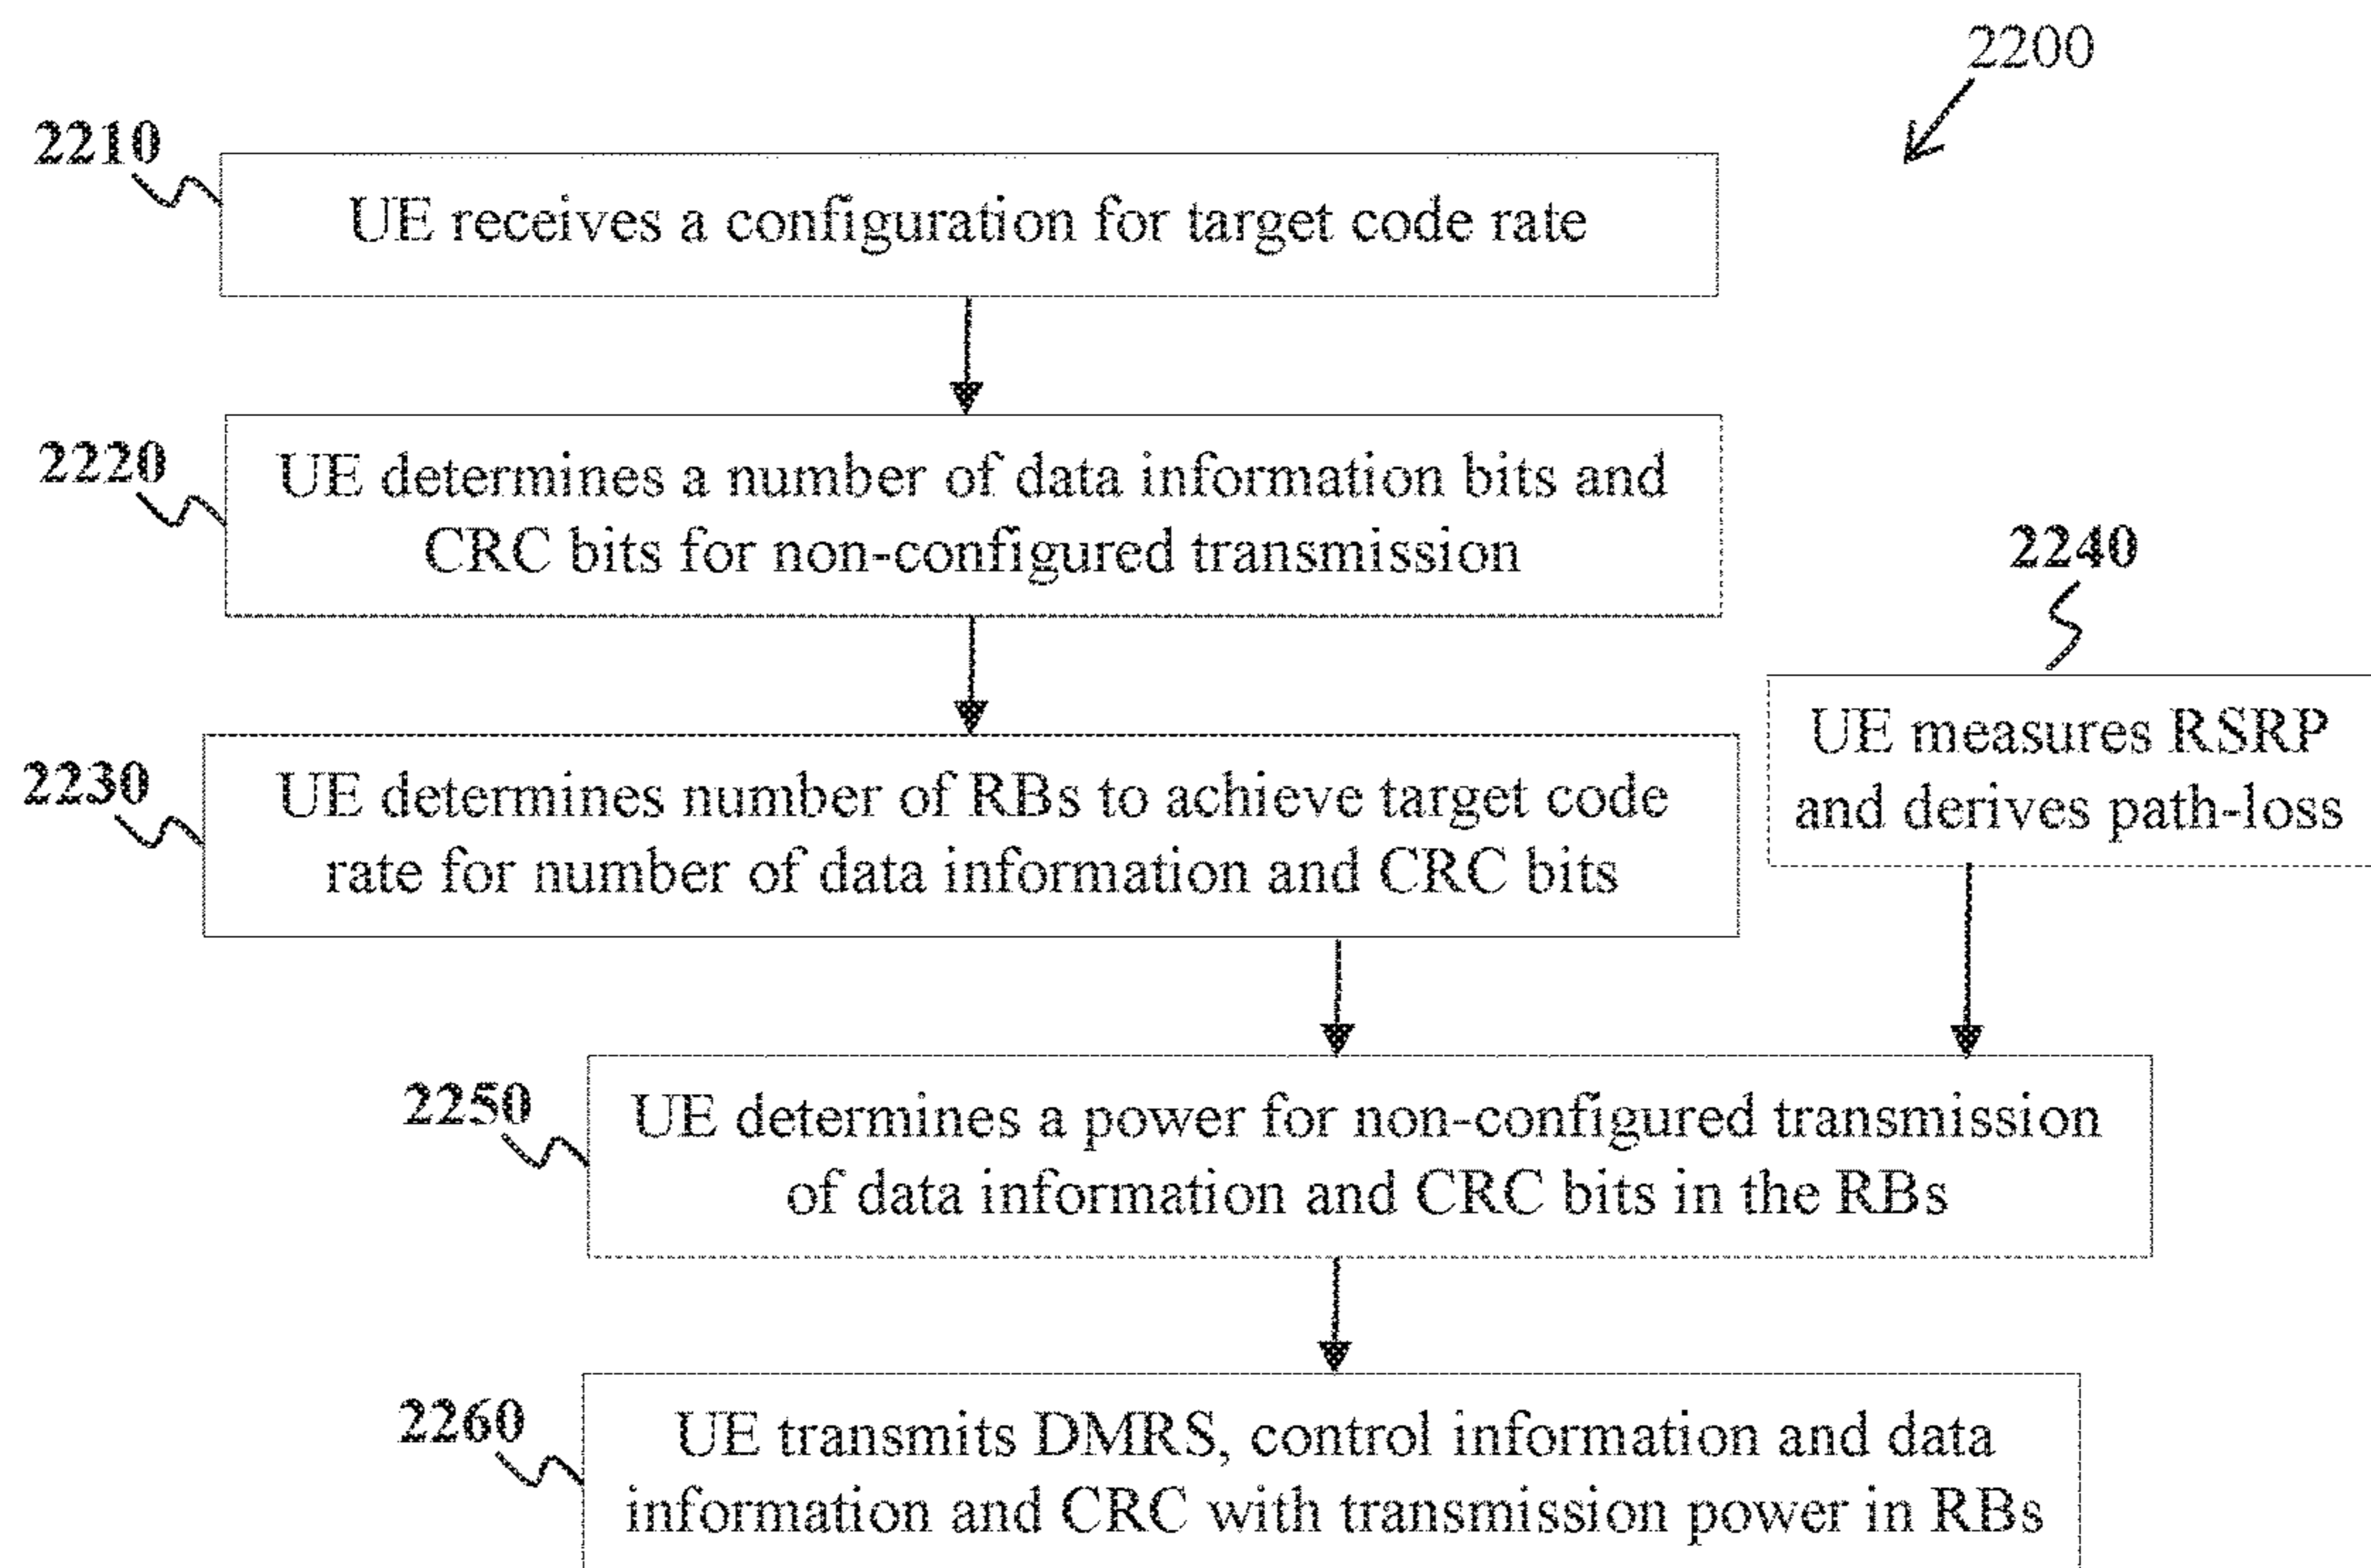 2200
2210
UE receives a configuration for target code rate
2220
UE determines a number of data information bits and
CRC bits for non-configured transmission
2230
UE determines number of RBs to achieve target code
rate for number of data information and CRC bits
2240
UE measures RSRP
and derives path-loss
2250
UE determines a power for non-configured transmission
of data information and CRC bits in the RBs
2260
UE transmits DMRS, control information and data
information and CRC with transmission power in RBs